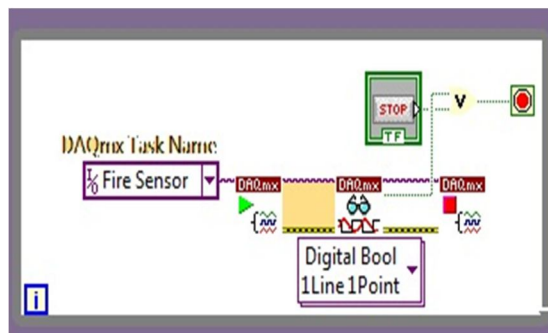 STOP
TF
V
DAQmx Task Name
I/O Fire Sensor
DAQmx DAQmx DAQmx
Digital Bool
1Line 1Point
i